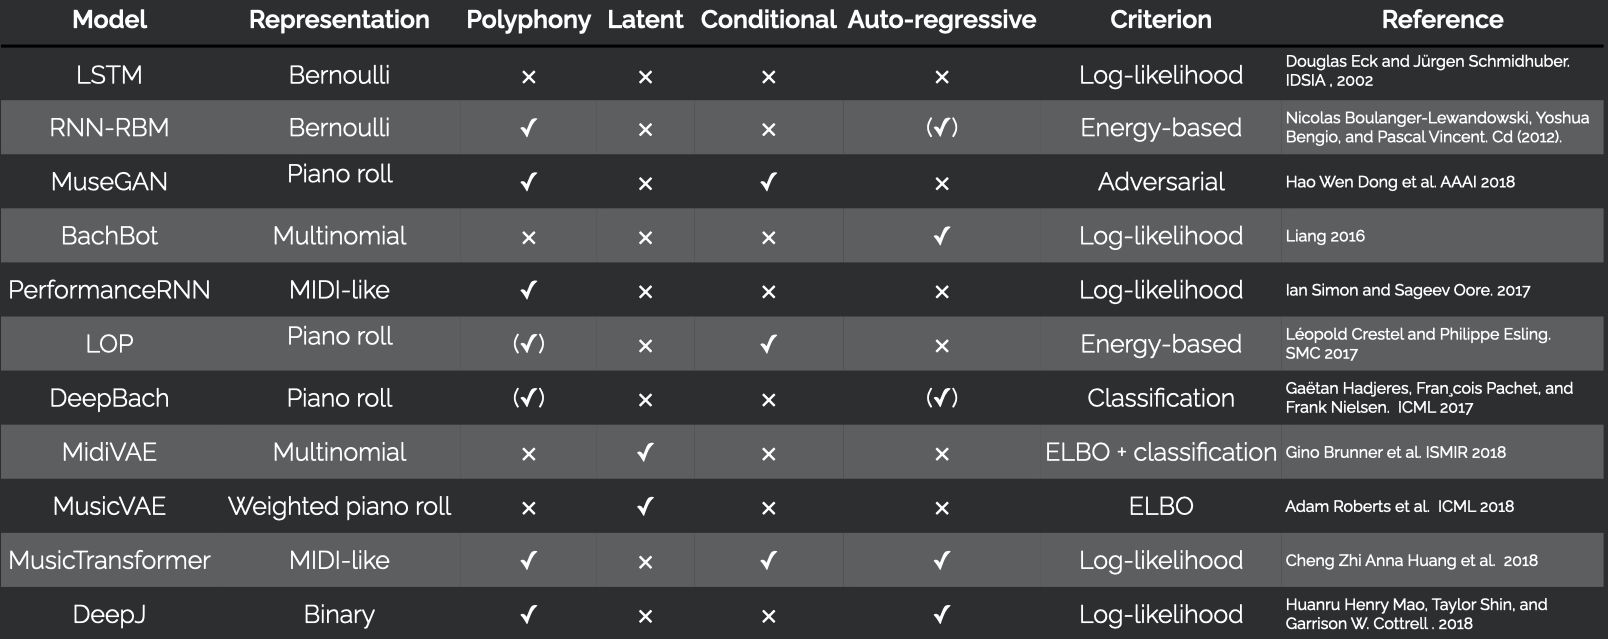 Model Representation Polyphony Latent Conditional Auto-regressive Criterion Reference
LSTM Bernoulli × × × × Log-likelihood Douglas Eck and Jürgen Schmidhuber.
IDSIA , 2002
RNN-RBM Bernoulli ✓ × × (✓) Energy-based Nicolas Boulanger-Lewandowski, Yoshua
Bengio, and Pascal Vincent. Cd (2012).
MuseGAN Piano roll ✓ × ✓ × Adversarial Hao Wen Dong et al. AAAI 2018
BachBot Multinomial × × × ✓ Log-likelihood Liang 2016
PerformanceRNN MIDI-like ✓ × × × Log-likelihood Ian Simon and Sageev Oore. 2017
LOP Piano roll (✓) × ✓ × Energy-based Léopold Crestel and Philippe Esling.
SMC 2017
DeepBach Piano roll (✓) × × (✓) Classification Gaëtan Hadjeres, Fran¸cois Pachet, and
Frank Nielsen. ICML 2017
MidiVAE Multinomial × ✓ × × ELBO + classification Gino Brunner et al. ISMIR 2018
MusicVAE Weighted piano roll × ✓ × × ELBO Adam Roberts et al. ICML 2018
MusicTransformer MIDI-like ✓ × ✓ ✓ Log-likelihood Cheng Zhi Anna Huang et al. 2018
DeepJ Binary ✓ × × ✓ Log-likelihood Huanru Henry Mao, Taylor Shin, and
Garrison W. Cottrell . 2018